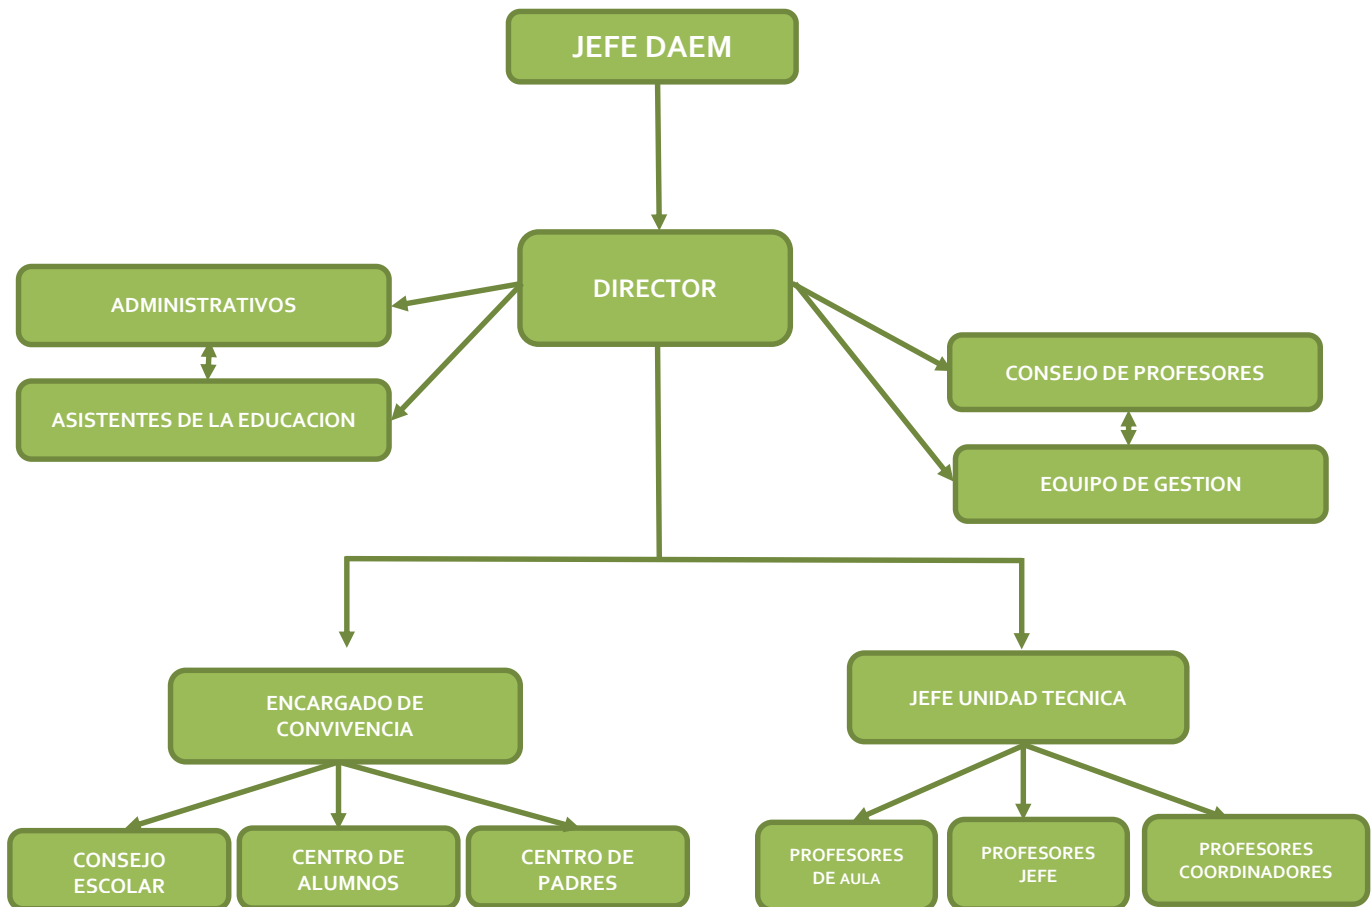 JEFE DAEM
DIRECTOR
ADMINISTRATIVOS
ASISTENTES DE LA EDUCACION
CONSEJO DE PROFESORES
EQUIPO DE GESTION
ENCARGADO DE
CONVIVENCIA
JEFE UNIDAD TECNICA
CONSEJO
ESCOLAR
CENTRO DE
ALUMNOS
CENTRO DE
PADRES
PROFESORES
DE AULA
PROFESORES
JEFE
PROFESORES
COORDINADORES